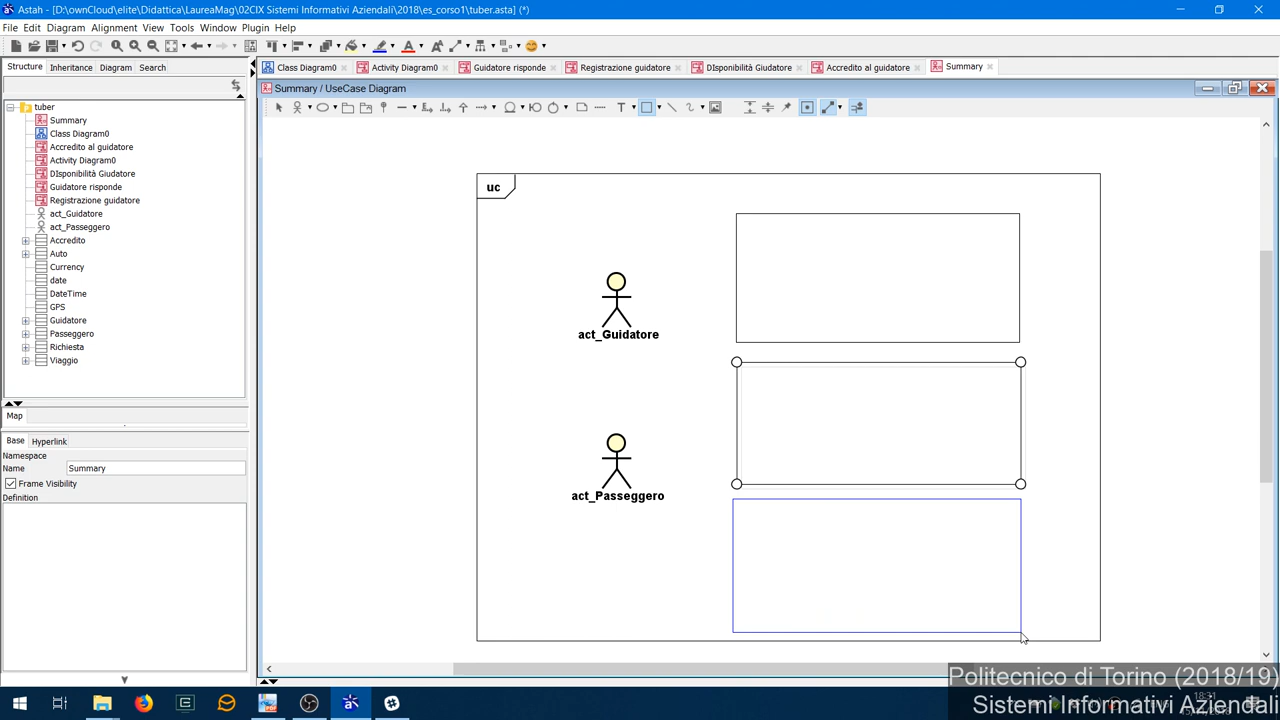 Astah - [D:\ownCloud\elite\Didattica\LaureaMag\02CIX Sistemi Informativi Aziendali\2018\es_corso1\tuber.asta] (*)
File Edit Diagram Alignment View Tools Window Plugin Help
Structure Inheritance Diagram Search
Class Diagram0 Activity Diagram0 Guidatore risponde Registrazione guidatore DIsponibilità Giudatore Accredito al guidatore Summary
Summary / UseCase Diagram
tuber
Summary
Class Diagram0
Accredito al guidatore
Activity Diagram0
DIsponibilità Giudatore
Guidatore risponde
Registrazione guidatore
act_Guidatore
act_Passeggero
Accredito
Auto
Currency
date
DateTime
GPS
Guidatore
Passeggero
Richiesta
Viaggio
Map
Base Hyperlink
Namespace
Name Summary
Frame Visibility
Definition
uc
act_Guidatore
act_Passeggero
Politecnico di Torino (2018/19)
Sistemi Informativi Aziendali
18:31